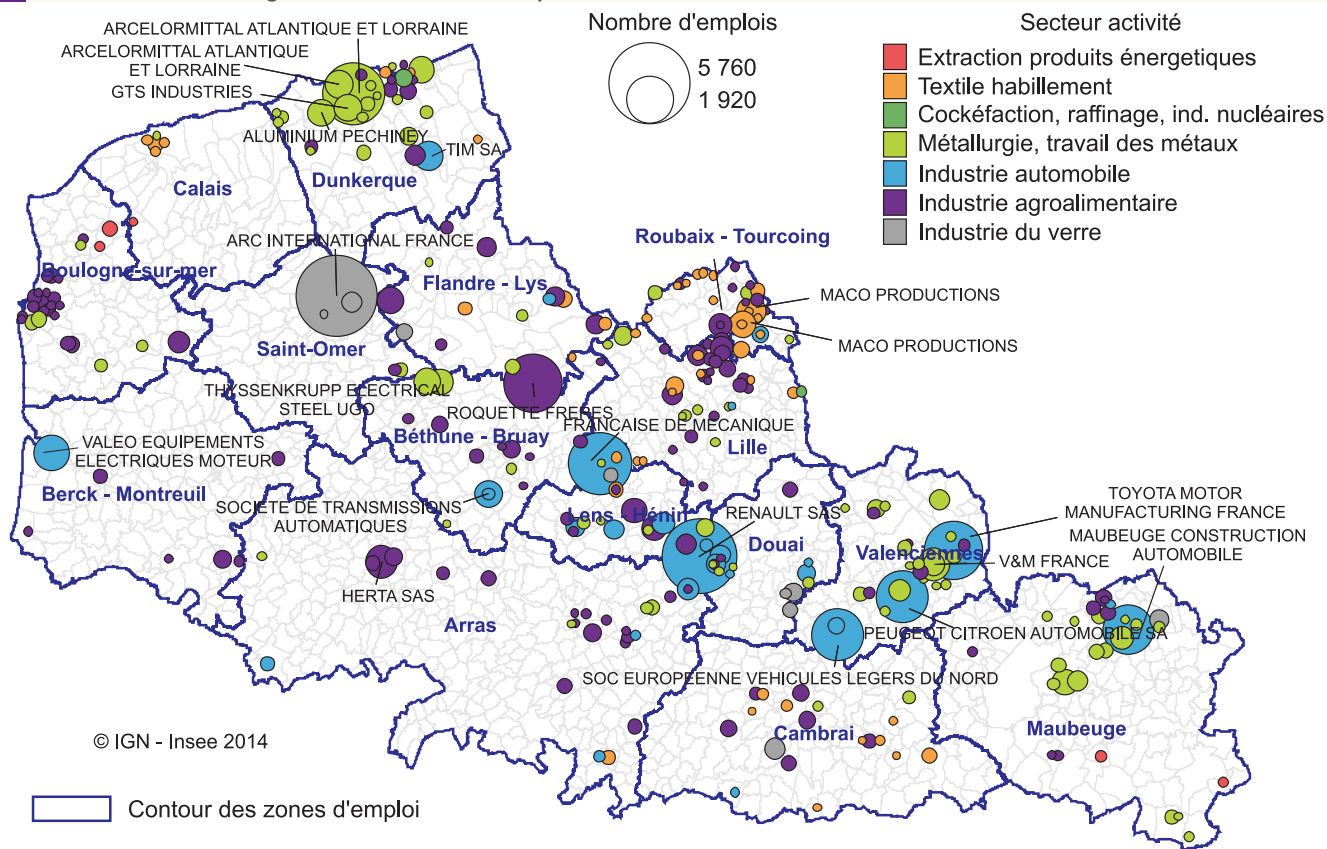 ARCELORMITTAL ATLANTIQUE ET LORRAINE
ARCELORMITTAL ATLANTIQUE
ET LORRAINE
GTS INDUSTRIES
ALUMINIUM PECHINEY
TIM SA
Calais
Dunkerque
Nombre d'emplois
5 760
1 920
Secteur activité
Extraction produits énergetiques
Textile habillement
Cockéfaction, raffinage, ind. nucléaires
Métallurgie, travail des métaux
Industrie automobile
Industrie agroalimentaire
Industrie du verre
ARC INTERNATIONAL FRANCE
Boulogne-sur-mer
Flandre - Lys
Roubaix - Tourcoing
MACO PRODUCTIONS
MACO PRODUCTIONS
Saint-Omer
THYSSENKRUPP ELECTRICAL
STEEL UGO
ROQUETTE FRERES
FRANCAISE DE MECANIQUE
Béthune - Bruay
Lille
VALEO EQUIPEMENTS
ELECTRIQUES MOTEUR
Berck - Montreuil
SOCIETE DE TRANSMISSIONS
AUTOMATIQUES
Lens - Hénin
RENAULT SAS
Douai
TOYOTA MOTOR
MANUFACTURING FRANCE
MAUBEUGE CONSTRUCTION
AUTOMOBILE
Valenciennes
V&M FRANCE
HERTA SAS
Arras
PEUGEOT CITROEN AUTOMOBILE SA
SOC EUROPEENNE VEHICULES LEGERS DU NORD
Cambrai
Maubeuge
© IGN - Insee 2014
Contour des zones d'emploi